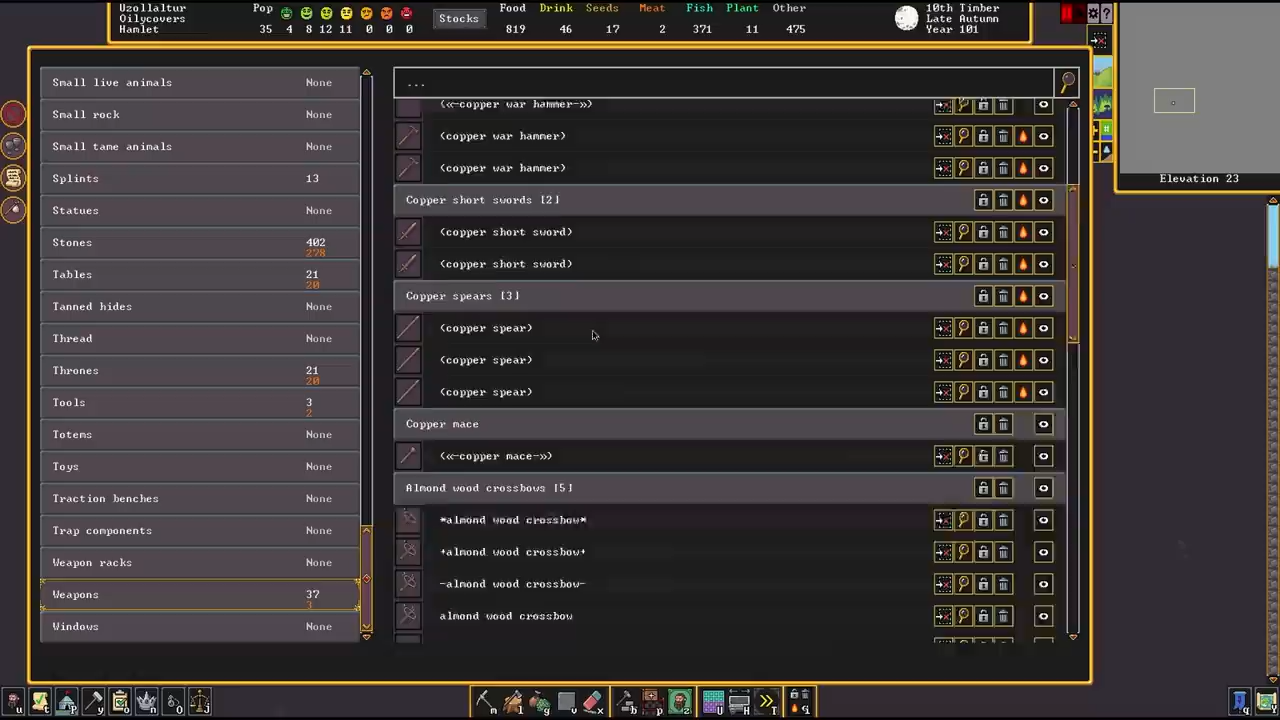 Uzollaltur
Oilycovers
Hamlet
Pop
35 4 8 12 11 0 0 0
Stocks
Food Drink Seeds Meat Fish Plant Other
819 46 17 2 371 11 475
10th Timber
Late Autumn
Year 101
Elevation 23
Small live animals None
Small rock None
Small tame animals None
Splints 13
Statues None
Stones 402
278
Tables 21
20
Tanned hides None
Thread None
Thrones 21
20
Tools 3
2
Totems None
Toys None
Traction benches None
Trap components None
Weapon racks None
Weapons 37
3
Windows None
...
(«-copper war hammer-»)
(copper war hammer)
(copper war hammer)
Copper short swords [2]
(copper short sword)
(copper short sword)
Copper spears [3]
(copper spear)
(copper spear)
(copper spear)
Copper mace
(«-copper mace-»)
Almond wood crossbows [5]
*almond wood crossbow*
+almond wood crossbow+
-almond wood crossbow-
almond wood crossbow